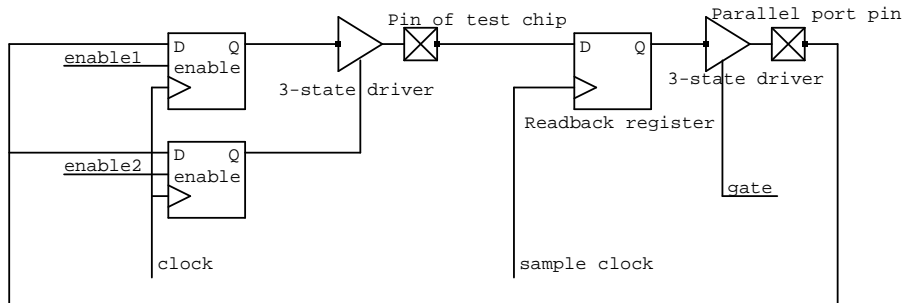 Pin of test chip
Parallel port pin
D Q
enable1
enable
3-state driver
D Q
3-state driver
Readback register
D Q
enable2
enable
gate
clock
sample clock